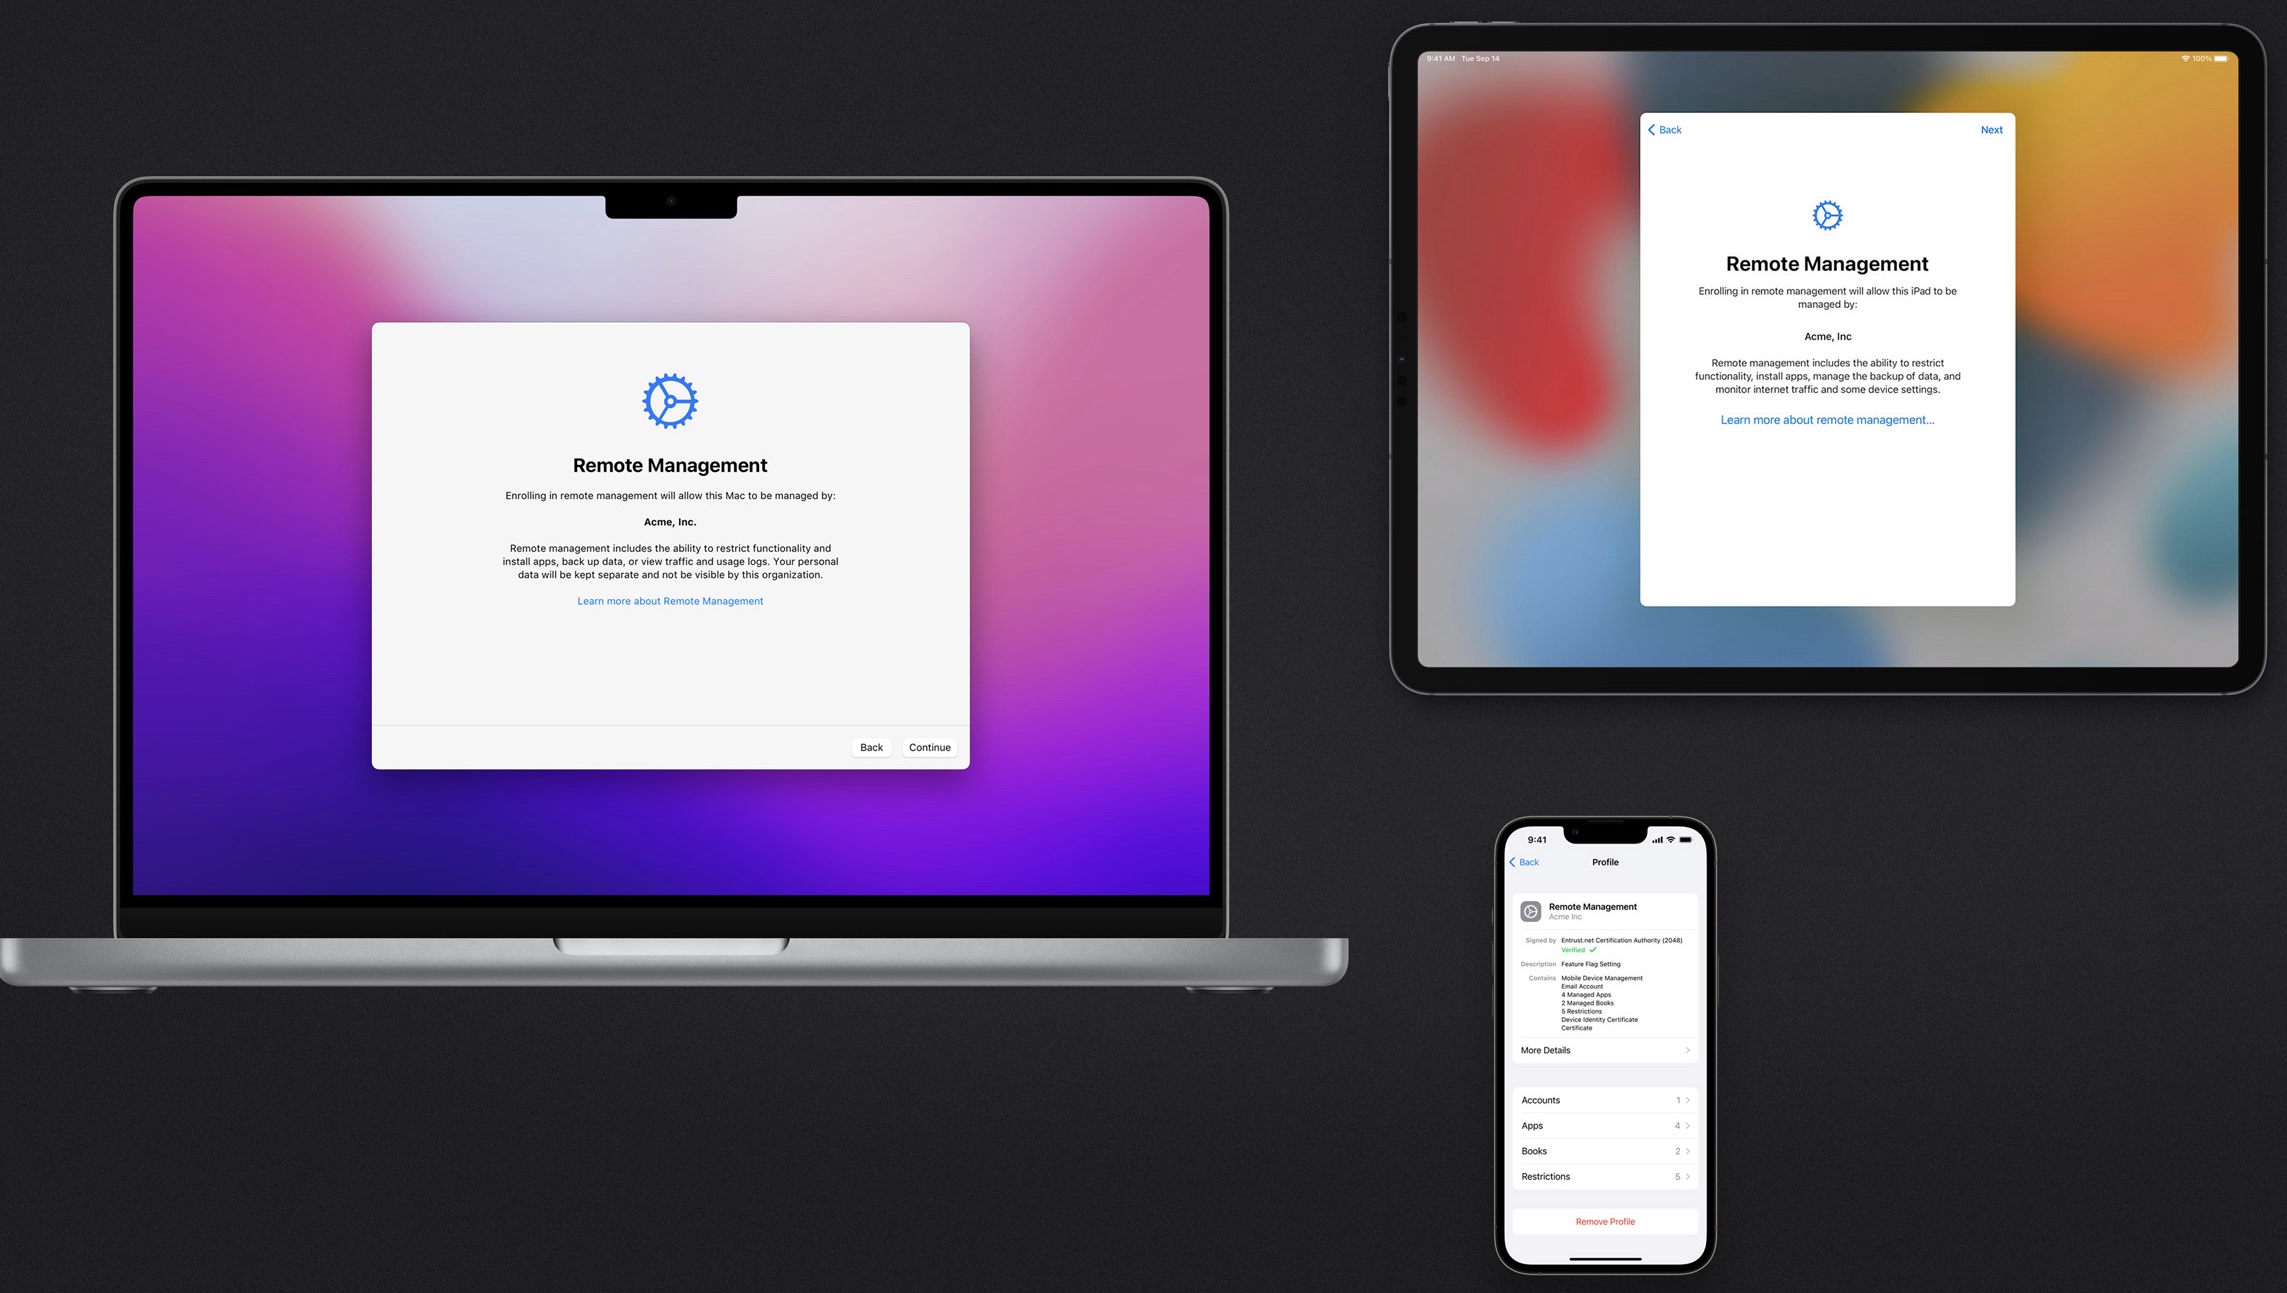 Remote Management
Enrolling in remote management will allow this Mac to be managed by:
Acme, Inc.
Remote management includes the ability to restrict functionality and
install apps, back up data, or view traffic and usage logs. Your personal
data will be kept separate and not be visible by this organization.
Learn more about Remote Management
Back Continue
9:41 AM Tue Sep 14 100%
Back Next
Remote Management
Enrolling in remote management will allow this iPad to be
managed by:
Acme, Inc
Remote management includes the ability to restrict
functionality, install apps, manage the backup of data, and
monitor internet traffic and some device settings.
Learn more about remote management...
9:41
Back Profile
Remote Management
Acme Inc
Signed by Entrust.net Certification Authority (2048)
Verified
Description Feature Flag Setting
Contains Mobile Device Management
Email Account
4 Managed Apps
2 Managed Books
5 Restrictions
Device Identity Certificate
Certificate
More Details
Accounts 1
Apps 4
Books 2
Restrictions 5
Remove Profile